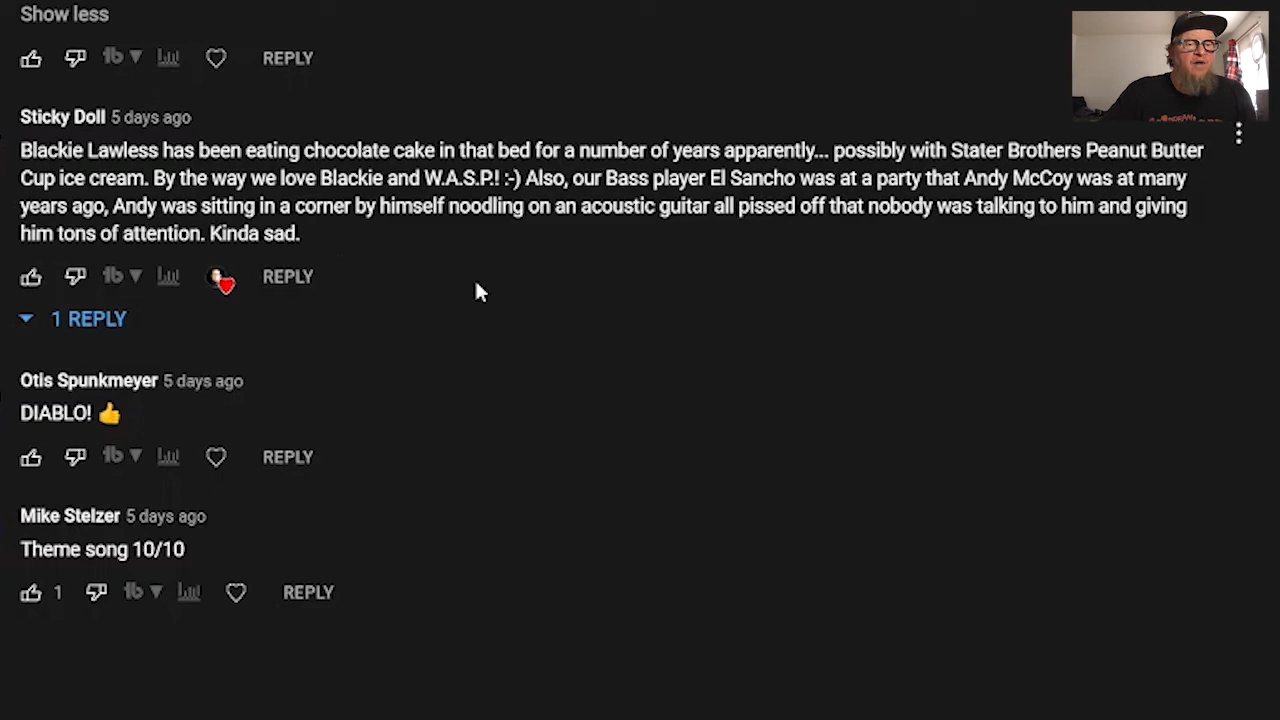 Show less
REPLY
Sticky Doll 5 days ago
Blackie Lawless has been eating chocolate cake in that bed for a number of years apparently... possibly with Stater Brothers Peanut Butter
Cup ice cream. By the way we love Blackie and W.A.S.P.! :-) Also, our Bass player El Sancho was at a party that Andy McCoy was at many
years ago, Andy was sitting in a corner by himself noodling on an acoustic guitar all pissed off that nobody was talking to him and giving
him tons of attention. Kinda sad.
REPLY
1 REPLY
Otis Spunkmeyer 5 days ago
DIABLO! 👍
REPLY
Mike Stelzer 5 days ago
Theme song 10/10
1 REPLY